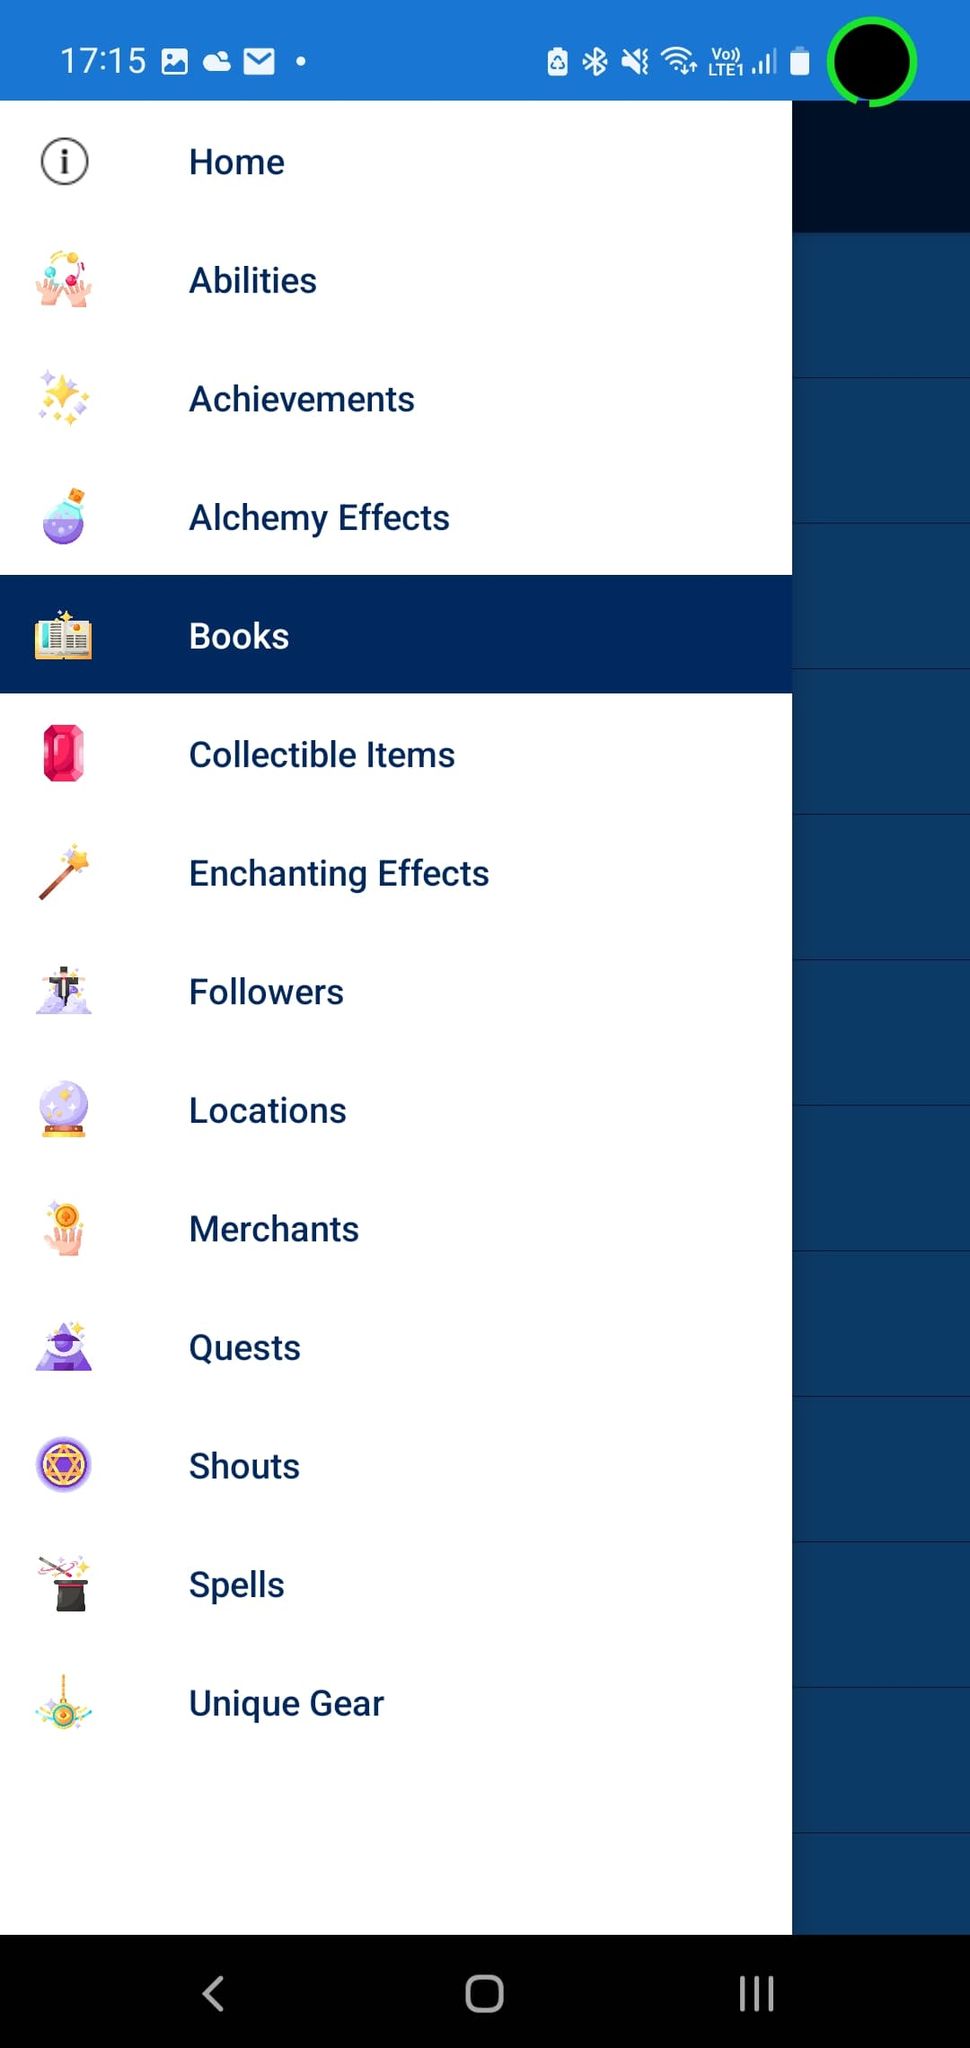 17:15
Vo))
LTE1
Home
Abilities
Achievements
Alchemy Effects
Books
Collectible Items
Enchanting Effects
Followers
Locations
Merchants
Quests
Shouts
Spells
Unique Gear